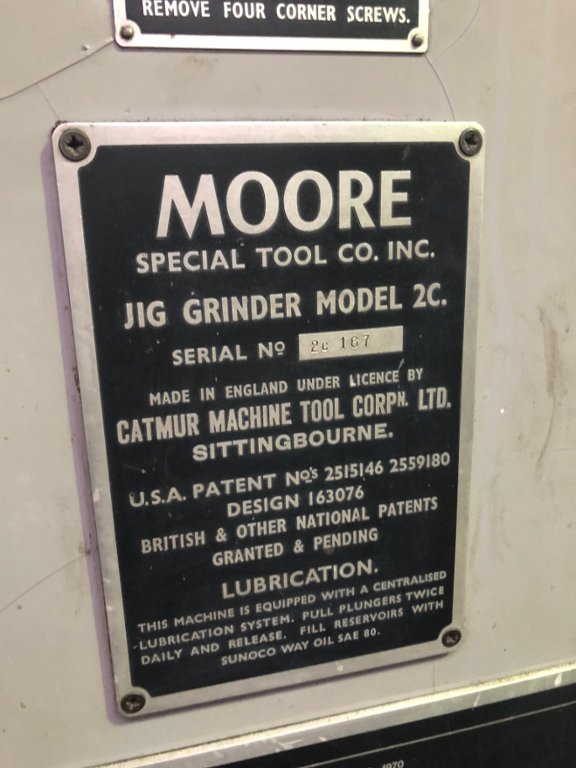 REMOVE FOUR CORNER SCREWS.
MOORE
SPECIAL TOOL CO. INC.
JIG GRINDER MODEL 2C.
SERIAL Nº 2c 167
MADE IN ENGLAND UNDER LICENCE BY
CATMUR MACHINE TOOL CORPN. LTD.
SITTINGBOURNE.
U.S.A. PATENT Nº's 2515146 2559180
DESIGN 163076
BRITISH & OTHER NATIONAL PATENTS
GRANTED & PENDING
LUBRICATION.
THIS MACHINE IS EQUIPPED WITH A CENTRALISED
LUBRICATION SYSTEM. PULL PLUNGERS TWICE
DAILY AND RELEASE. FILL RESERVOIRS WITH
SUNOCO WAY OIL SAE 80.
1970